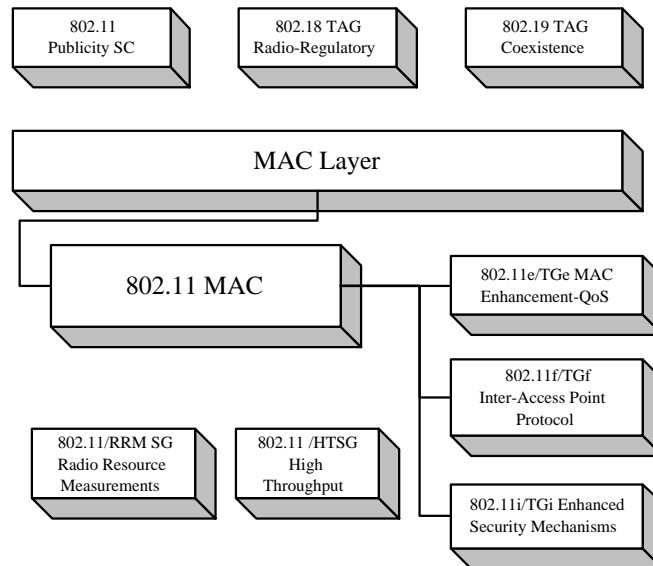 802.11
Publicity SC
802.18 TAG
Radio-Regulatory
802.19 TAG
Coexistence
MAC Layer
802.11 MAC
802.11e/TGe MAC
Enhancement-QoS
802.11f/TGf
Inter-Access Point
Protocol
802.11/RRM SG
Radio Resource
Measurements
802.11 /HTSG
High
Throughput
802.11i/TGi Enhanced
Security Mechanisms